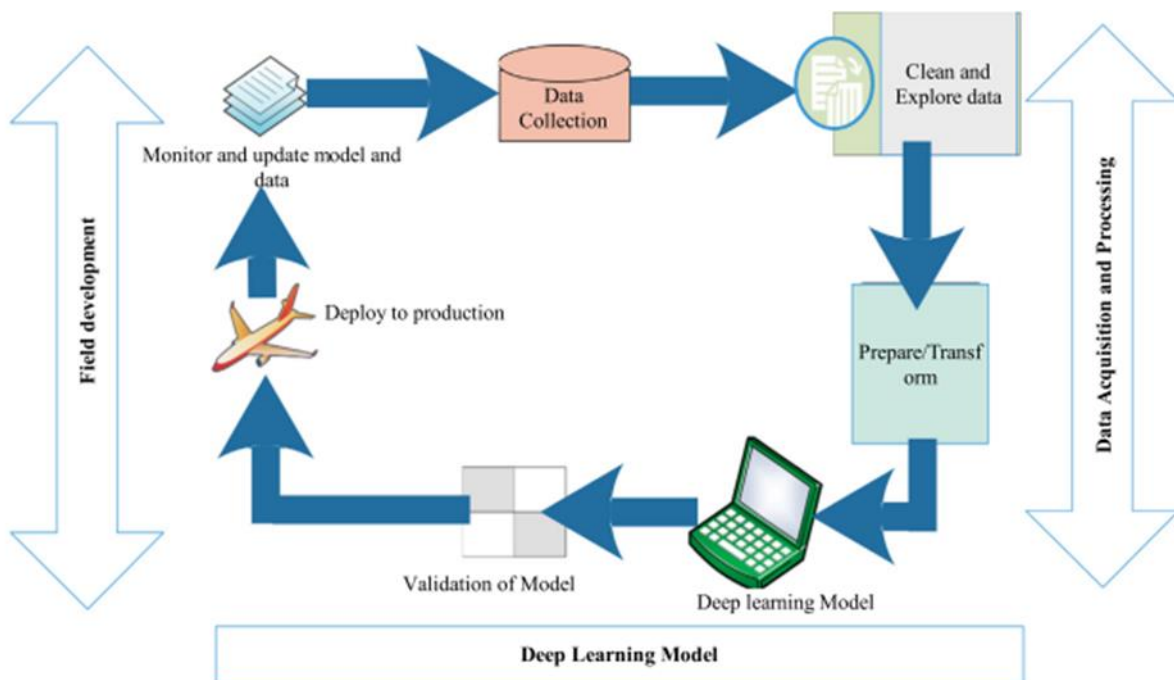 Data
Collection
Clean and
Explore data
Monitor and update model and
data
Field development
Deploy to production
Prepare/Transf
orm
Data Acquisition and Processing
Validation of Model
Deep learning Model
Deep Learning Model